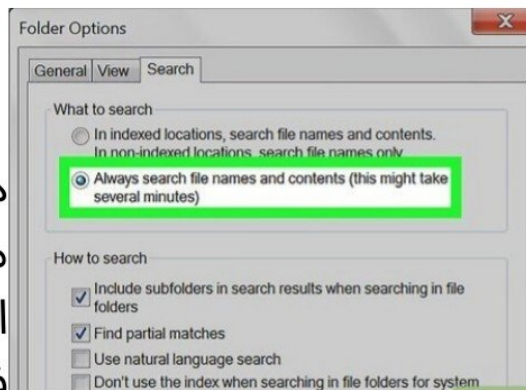 Folder Options
General View Search
What to search
In indexed locations, search file names and contents.
In non-indexed locations, search file names only
Always search file names and contents (this might take
several minutes)
How to search
Include subfolders in search results when searching in file
folders
Find partial matches
Use natural language search
Don't use the index when searching in file folders for system